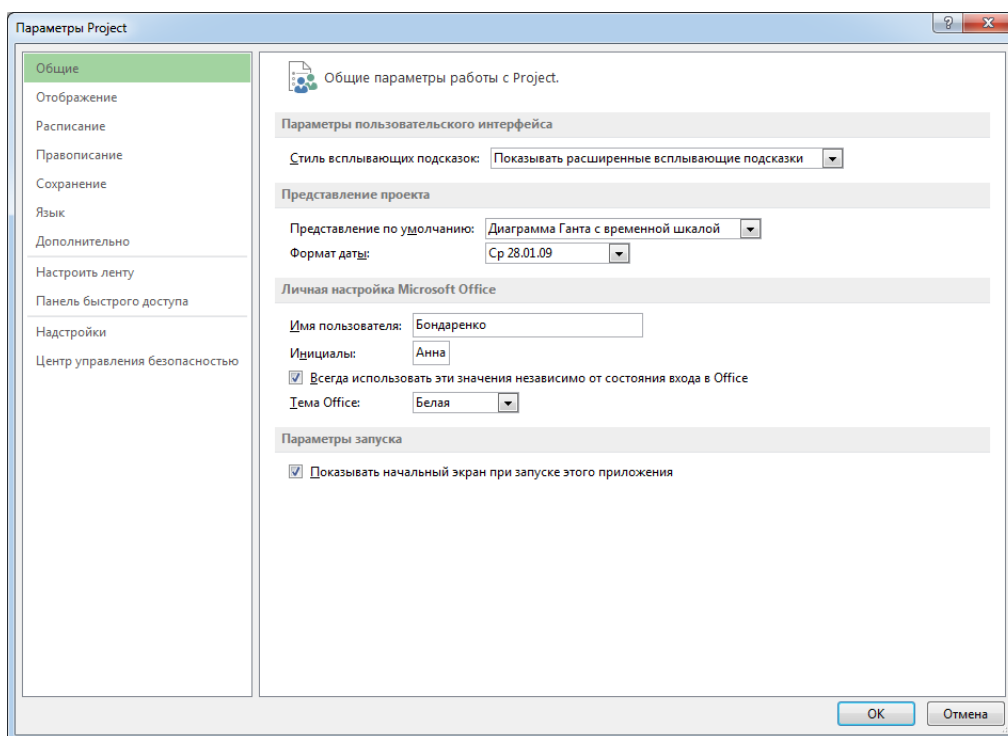 Параметры Project
Общие
Отображение
Расписание
Правописание
Сохранение
Язык
Дополнительно
Настроить ленту
Панель быстрого доступа
Надстройки
Центр управления безопасностью
Общие параметры работы с Project.
Параметры пользовательского интерфейса
Стиль всплывающих подсказок: Показывать расширенные всплывающие подсказки
Представление проекта
Представление по умолчанию: Диаграмма Ганта с временной шкалой
Формат даты: Ср 28.01.09
Личная настройка Microsoft Office
Имя пользователя: Бондаренко
Инициалы: Анна
Всегда использовать эти значения независимо от состояния входа в Office
Тема Office: Белая
Параметры запуска
Показывать начальный экран при запуске этого приложения
ОК Отмена